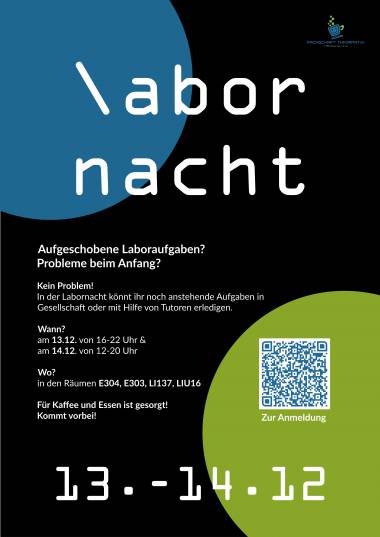 FACHSCHAFT INFORMATIK
\abor
nacht
Aufgeschobene Laboraufgaben?
Probleme beim Anfang?
Kein Problem!
In der Labornacht könnt ihr noch anstehende Aufgaben in
Gesellschaft oder mit Hilfe von Tutoren erledigen.
Wann?
am 13.12. von 16-22 Uhr &
am 14.12. von 12-20 Uhr
Wo?
in den Räumen E304, E303, LI137, LIU16
Für Kaffee und Essen ist gesorgt!
Kommt vorbei!
Zur Anmeldung
13.-14.12